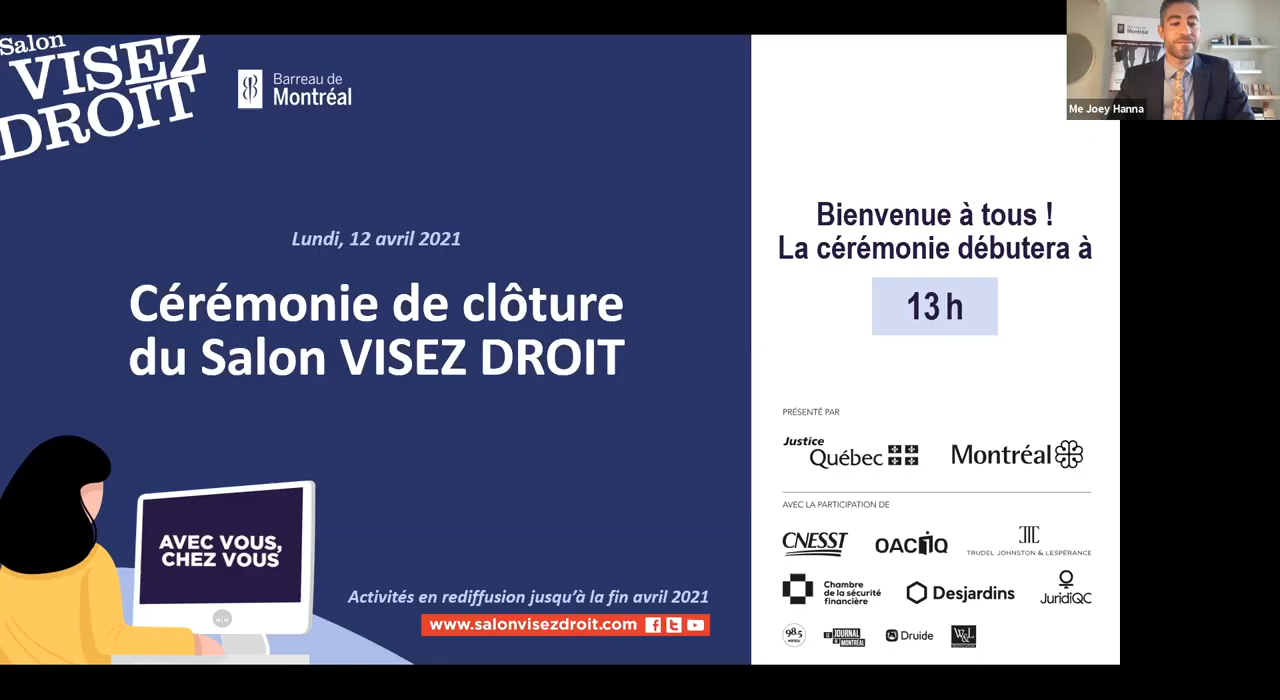 Salon
VISEZ
DROIT
Barreau de
Montréal
Lundi, 12 avril 2021
Cérémonie de clôture
du Salon VISEZ DROIT
AVEC VOUS,
CHEZ VOUS
Activités en rediffusion jusqu'à la fin avril 2021
www.salonvisezdroit.com
Bienvenue à tous !
La cérémonie débutera à
13 h
PRÉSENTÉ PAR
Justice
Québec
Montréal
AVEC LA PARTICIPATION DE
CNESST
OACIQ
TRUDEL JOHNSTON & LESPÉRANCE
Chambre
de la sécurité
financière
Desjardins
JuridiQC
98.5
LE JOURNAL
DE MONTRÉAL
Druide
W&L
Montréal
Me Joey Hanna